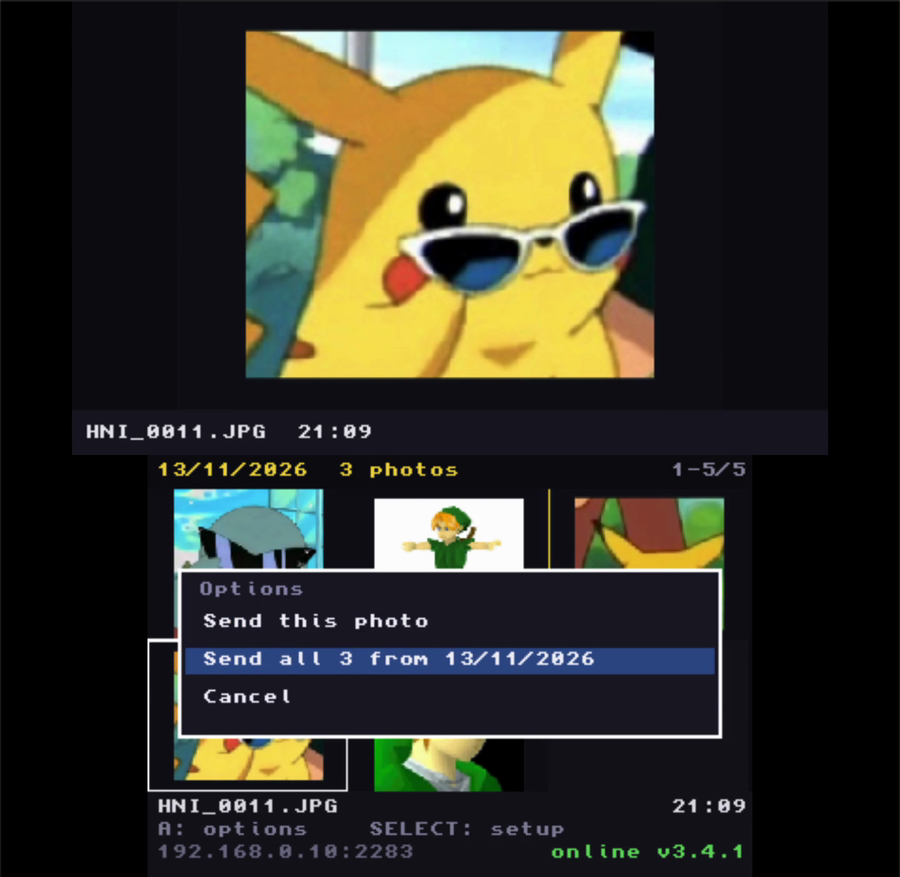 HNI_0011.JPG 21:09
13/11/2026 3 photos 1-5/5
Options
Send this photo
Send all 3 from 13/11/2026
Cancel
HNI_0011.JPG 21:09
A: options SELECT: setup
192.168.0.10:2283 online v3.4.1